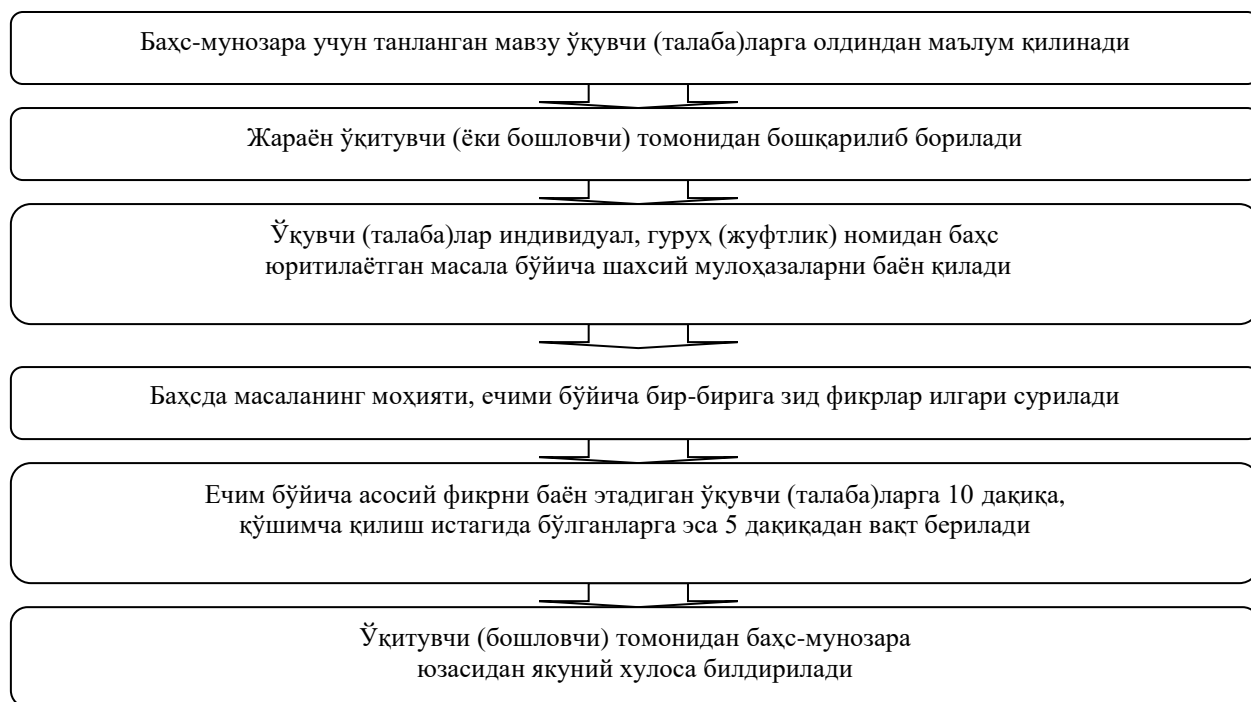 Баҳс-мунозара учун танланган мавзу ўқувчи (талаба)ларга олдиндан маълум қилинади
Жараён ўқитувчи (ёки бошловчи) томонидан бошқарилиб борилади
Ўқувчи (талаба)лар индивидуал, гуруҳ (жуфтлик) номидан баҳс
юритилаётган масала бўйича шахсий мулоҳазаларни баён қилади
Баҳсда масаланинг моҳияти, ечими бўйича бир-бирига зид фикрлар илгари сурилади
Ечим бўйича асосий фикрни баён этадиган ўқувчи (талаба)ларга 10 дақиқа,
қўшимча қилиш истагида бўлганларга эса 5 дақиқадан вақт берилади
Ўқитувчи (бошловчи) томонидан баҳс-мунозара
юзасидан якуний хулоса билдирилади